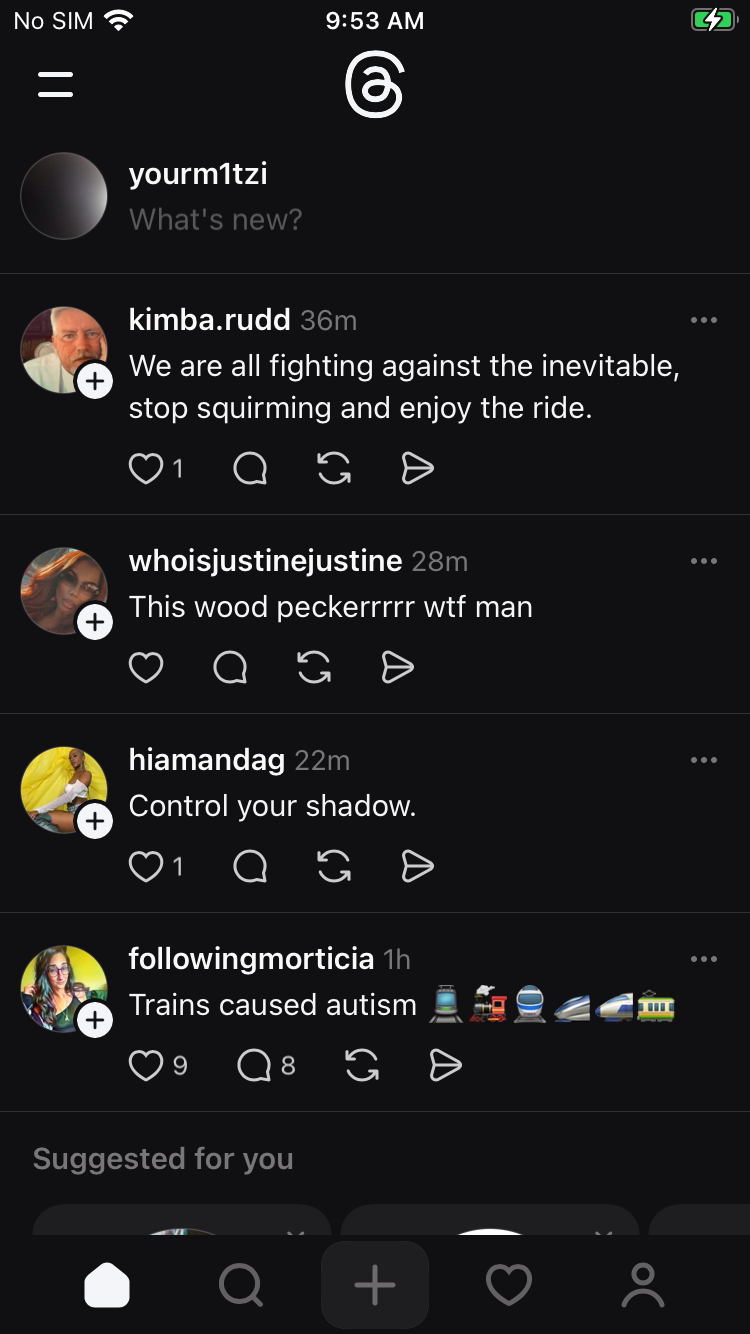 No SIM 9:53 AM
yourm1tzi
What's new?
kimba.rudd 36m
We are all fighting against the inevitable,
stop squirming and enjoy the ride.
1
whoisjustinejustine 28m
This wood peckerrrrr wtf man
hiamandag 22m
Control your shadow.
1
followingmorticia 1h
Trains caused autism 🚊🚂🚆🚄🚅🚋
9 8
Suggested for you